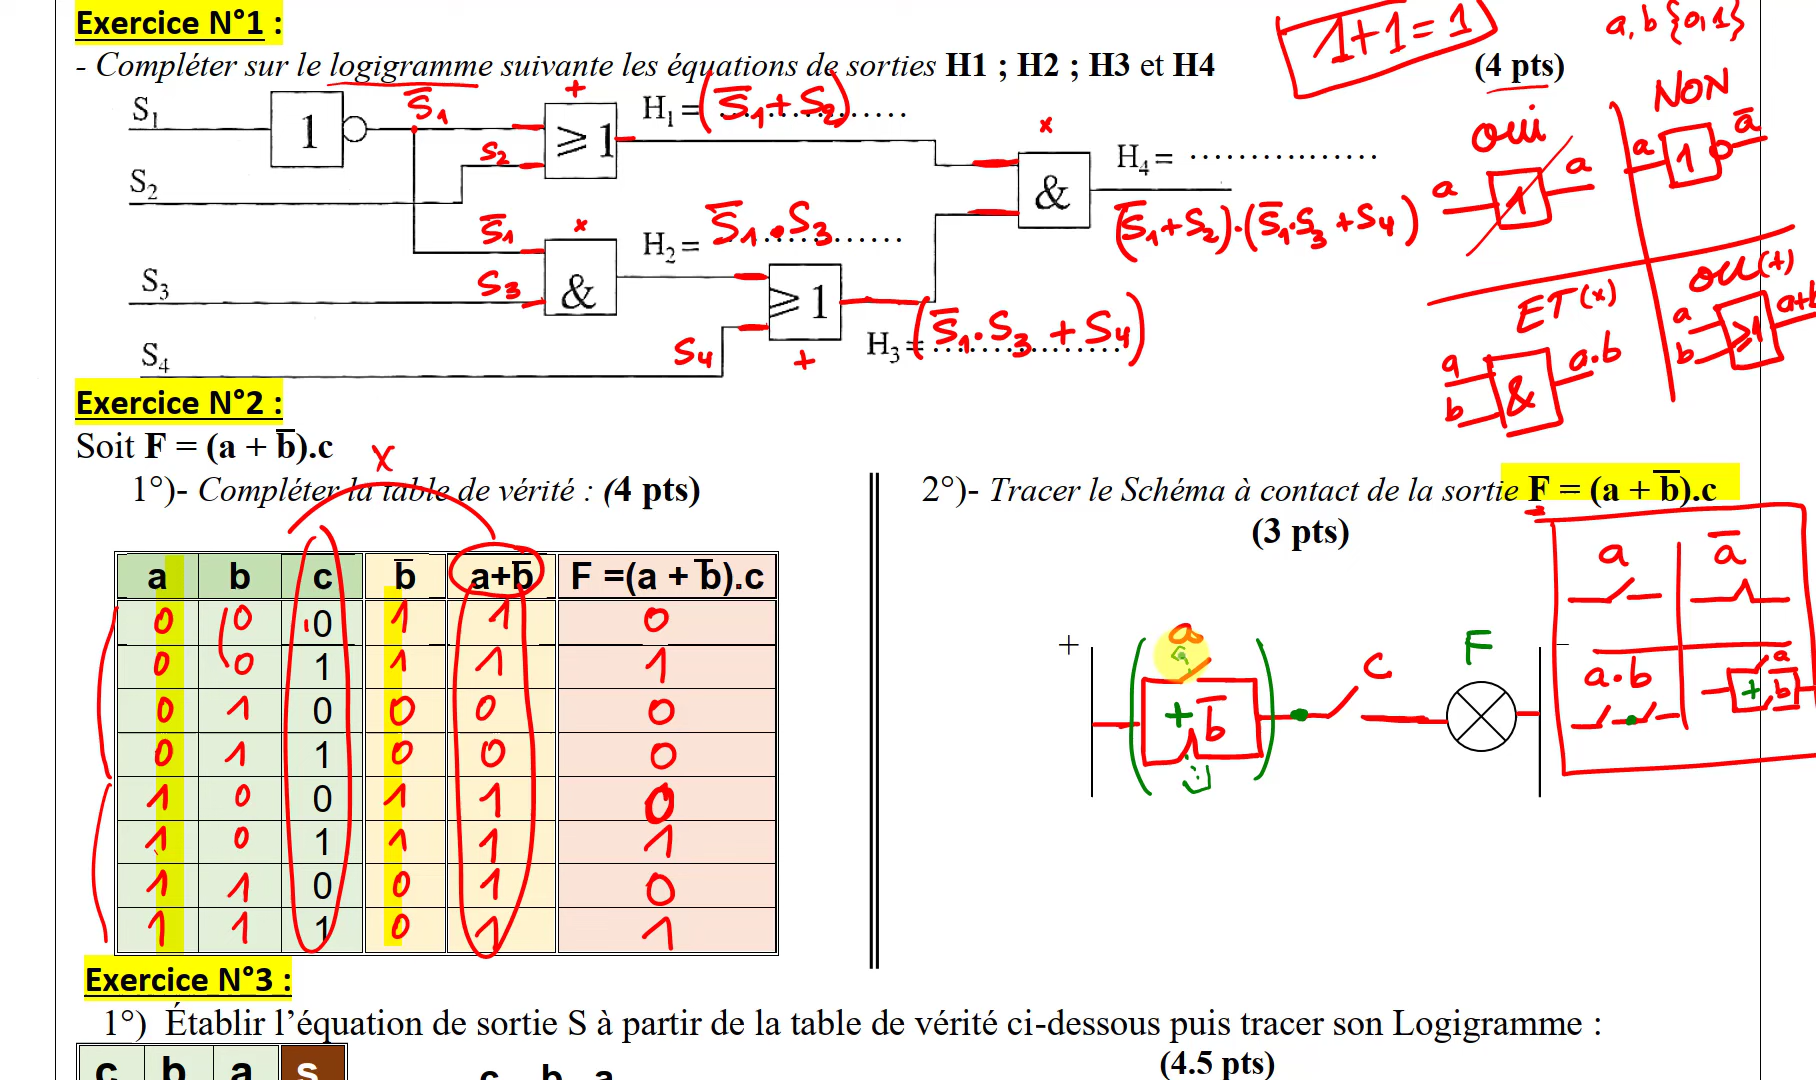 Exercice N°1 :
- Compléter sur le logigramme suivante les équations de sorties H1 ; H2 ; H3 et H4 (4 pts)
1+1=1
a, b {0,1}
S1
1
S̅1
S2
+
≥1
H1 = (S̅1 + S2)
S2
x
&
H4 = ...............
(S̅1+S2).(S̅1.S3+S4)
S̅1
x
&
H2 = S̅1.S3
S3
S3
≥1
+
H3 = (S̅1.S3 + S4)
S4
S4
oui
a 1 a
NON
a 1 a̅
ET(x)
a
b
&
a.b
OU(+)
a
b
≥1
a+b
Exercice N°2 :
Soit F = (a + b̅).c
x
1°)- Compléter la table de vérité : (4 pts)
a b c b̅ a+b̅ F =(a + b̅).c
0 0 0 1 1 0
0 0 1 1 1 1
0 1 0 0 0 0
0 1 1 0 0 0
1 0 0 1 1 0
1 0 1 1 1 1
1 1 0 0 1 0
1 1 1 0 1 1
2°)- Tracer le Schéma à contact de la sortie F = (a + b̅).c
(3 pts)
+
a
+ b̅
C
F
-
a a̅
a.b
a
+ b
Exercice N°3 :
1°) Établir l'équation de sortie S à partir de la table de vérité ci-dessous puis tracer son Logigramme :
(4.5 pts)
c b a s
c b a